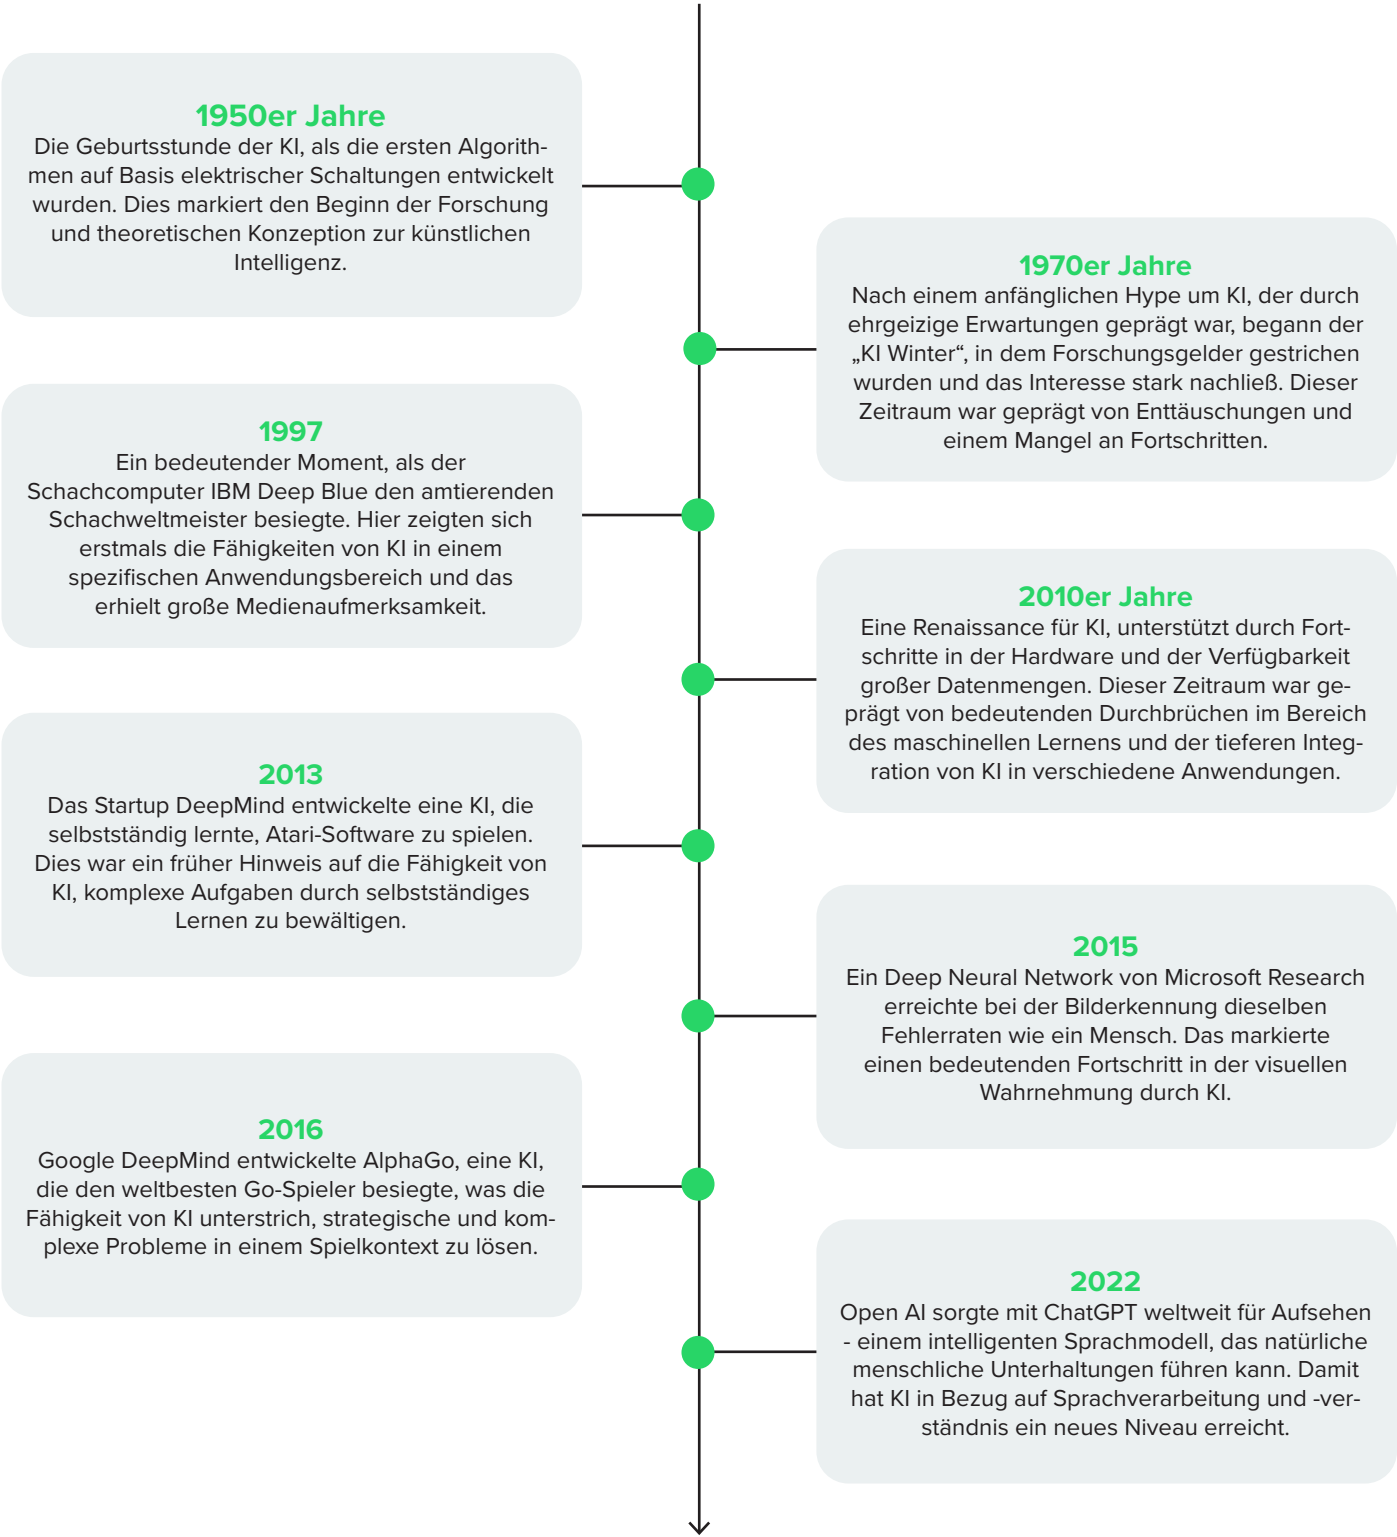 1950er Jahre
Die Geburtsstunde der KI, als die ersten Algorith-
men auf Basis elektrischer Schaltungen entwickelt
wurden. Dies markiert den Beginn der Forschung
und theoretischen Konzeption zur künstlichen
Intelligenz.
1970er Jahre
Nach einem anfänglichen Hype um KI, der durch
ehrgeizige Erwartungen geprägt war, begann der
„KI Winter“, in dem Forschungsgelder gestrichen
wurden und das Interesse stark nachließ. Dieser
Zeitraum war geprägt von Enttäuschungen und
einem Mangel an Fortschritten.
1997
Ein bedeutender Moment, als der
Schachcomputer IBM Deep Blue den amtierenden
Schachweltmeister besiegte. Hier zeigten sich
erstmals die Fähigkeiten von KI in einem
spezifischen Anwendungsbereich und das
erhielt große Medienaufmerksamkeit.
2010er Jahre
Eine Renaissance für KI, unterstützt durch Fort-
schritte in der Hardware und der Verfügbarkeit
großer Datenmengen. Dieser Zeitraum war ge-
prägt von bedeutenden Durchbrüchen im Bereich
des maschinellen Lernens und der tieferen Integ-
ration von KI in verschiedene Anwendungen.
2013
Das Startup DeepMind entwickelte eine KI, die
selbstständig lernte, Atari-Software zu spielen.
Dies war ein früher Hinweis auf die Fähigkeit von
KI, komplexe Aufgaben durch selbstständiges
Lernen zu bewältigen.
2015
Ein Deep Neural Network von Microsoft Research
erreichte bei der Bilderkennung dieselben
Fehlerraten wie ein Mensch. Das markierte
einen bedeutenden Fortschritt in der visuellen
Wahrnehmung durch KI.
2016
Google DeepMind entwickelte AlphaGo, eine KI,
die den weltbesten Go-Spieler besiegte, was die
Fähigkeit von KI unterstrich, strategische und kom-
plexe Probleme in einem Spielkontext zu lösen.
2022
Open AI sorgte mit ChatGPT weltweit für Aufsehen
- einem intelligenten Sprachmodell, das natürliche
menschliche Unterhaltungen führen kann. Damit
hat KI in Bezug auf Sprachverarbeitung und -ver-
ständnis ein neues Niveau erreicht.